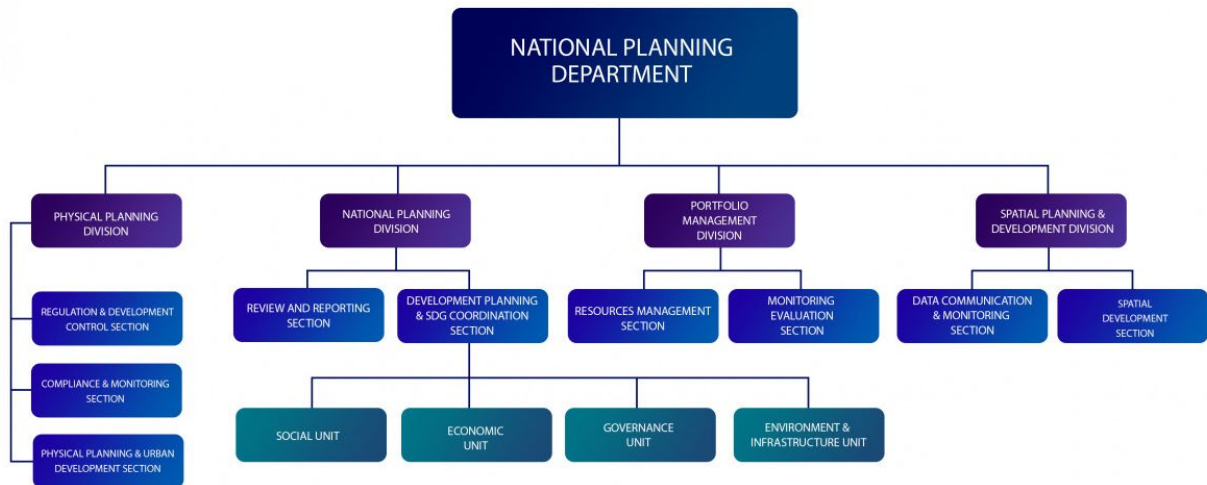 NATIONAL PLANNING
DEPARTMENT
PHYSICAL PLANNING
DIVISION
NATIONAL PLANNING
DIVISION
PORTFOLIO
MANAGEMENT
DIVISION
SPATIAL PLANNING &
DEVELOPMENT DIVISION
REGULATION & DEVELOPMENT
CONTROL SECTION
COMPLIANCE & MONITORING
SECTION
PHYSICAL PLANNING & URBAN
DEVELOPMENT SECTION
REVIEW AND REPORTING
SECTION
DEVELOPMENT PLANNING
& SDG COORDINATION
SECTION
RESOURCES MANAGEMENT
SECTION
MONITORING
EVALUATION
SECTION
DATA COMMUNICATION
& MONITORING
SECTION
SPATIAL
DEVELOPMENT
SECTION
SOCIAL UNIT
ECONOMIC
UNIT
GOVERNANCE
UNIT
ENVIRONMENT &
INFRASTRUCTURE UNIT